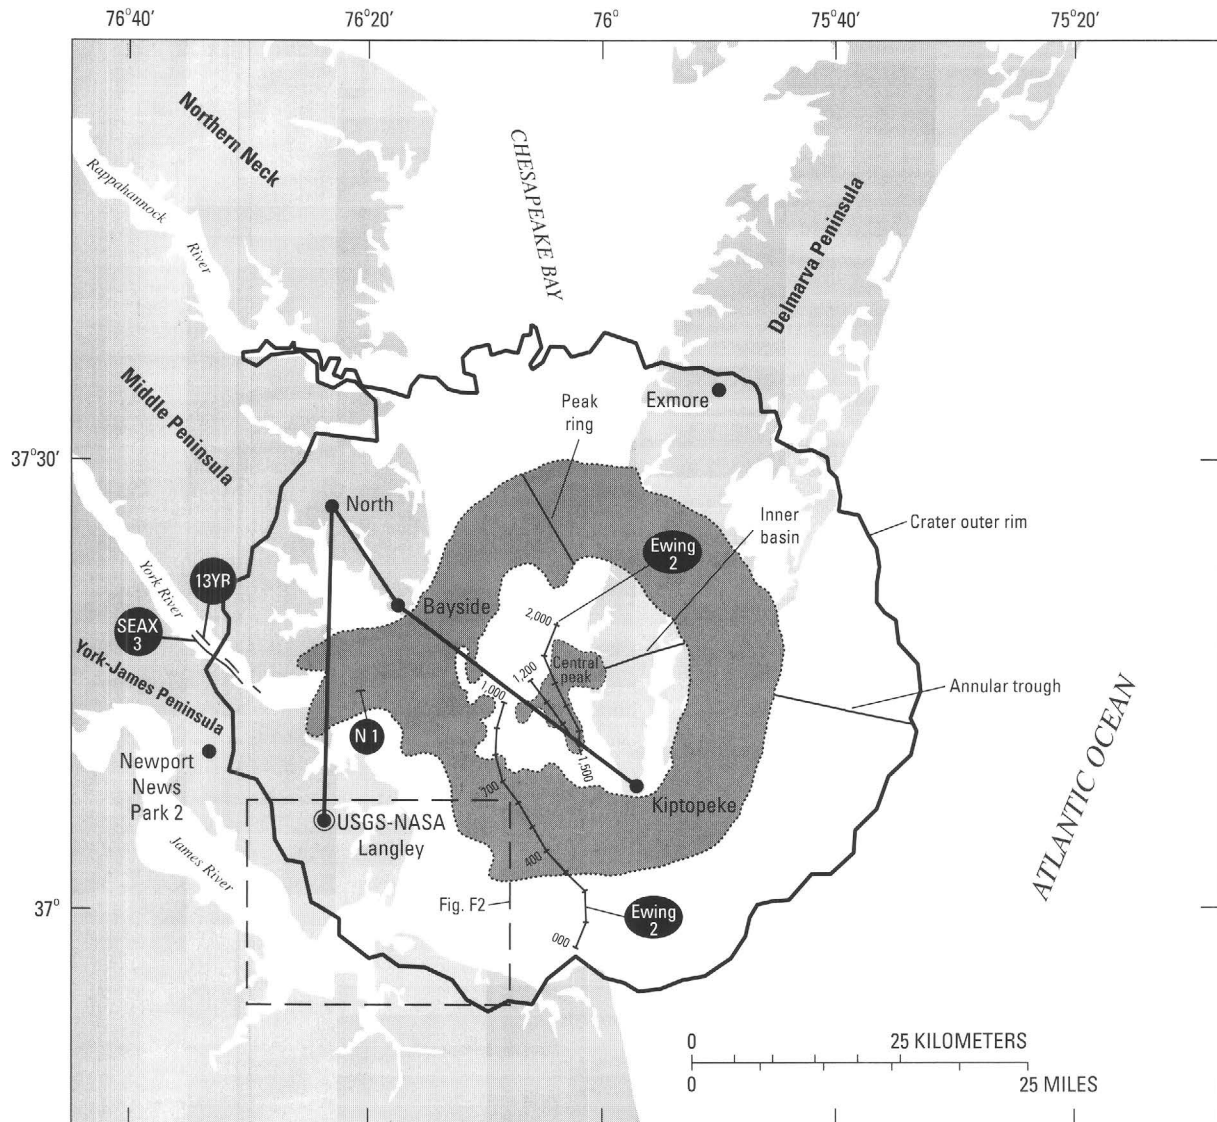 76°40′
76°20′
76°
75°40′
75°20′
Northern Neck
CHESAPEAKE BAY
Rappahannock
River
Delmarva Peninsula
Middle Peninsula
Peak
ring
Exmore
37°30′
North
Inner
basin
Crater outer rim
Ewing
2
York River
13YR
Bayside
2,000
SEAX
3
York-James Peninsula
Central
peak
1,200
1,000
Annular trough
N 1
Newport
News
Park 2
1,500
700
Kiptopeke
USGS-NASA
Langley
ATLANTIC OCEAN
James River
400
Fig. F2
37°
Ewing
2
000
0
25 KILOMETERS
0
25 MILES